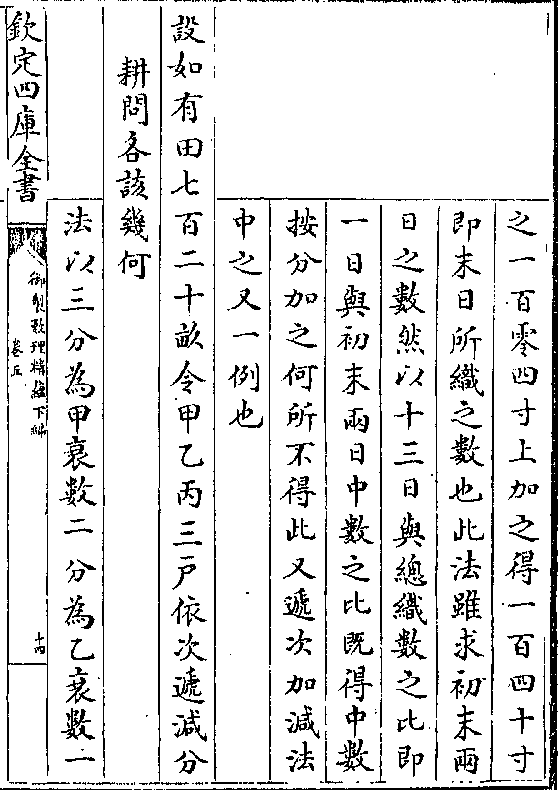 之一百零四寸上加之得一百四十寸
即末日所織之數也此法雖求初末兩
日之數然以十三日與總織數之比即
一日與初末兩日中數之比既得中數
按分加之何所不得此又遞次加減法
中之又一例也
設如有田七百二十畝令甲乙丙三戶依次遞減分
耕問各該幾何
法以三分為甲衰數二分為乙衰數一
欽定四庫全書
御製數理精藴下編
卷五
十四